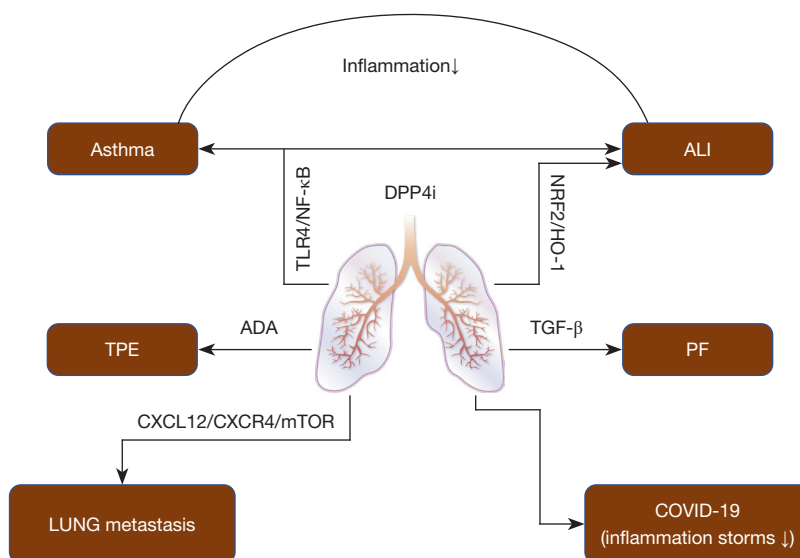 Inflammation↓
Asthma
ALI
DPP4i
TLR4/NF-κB
NRF2/HO-1
ADA
TGF-β
TPE
PF
CXCL12/CXCR4/mTOR
LUNG metastasis
COVID-19
(inflammation storms ↓)